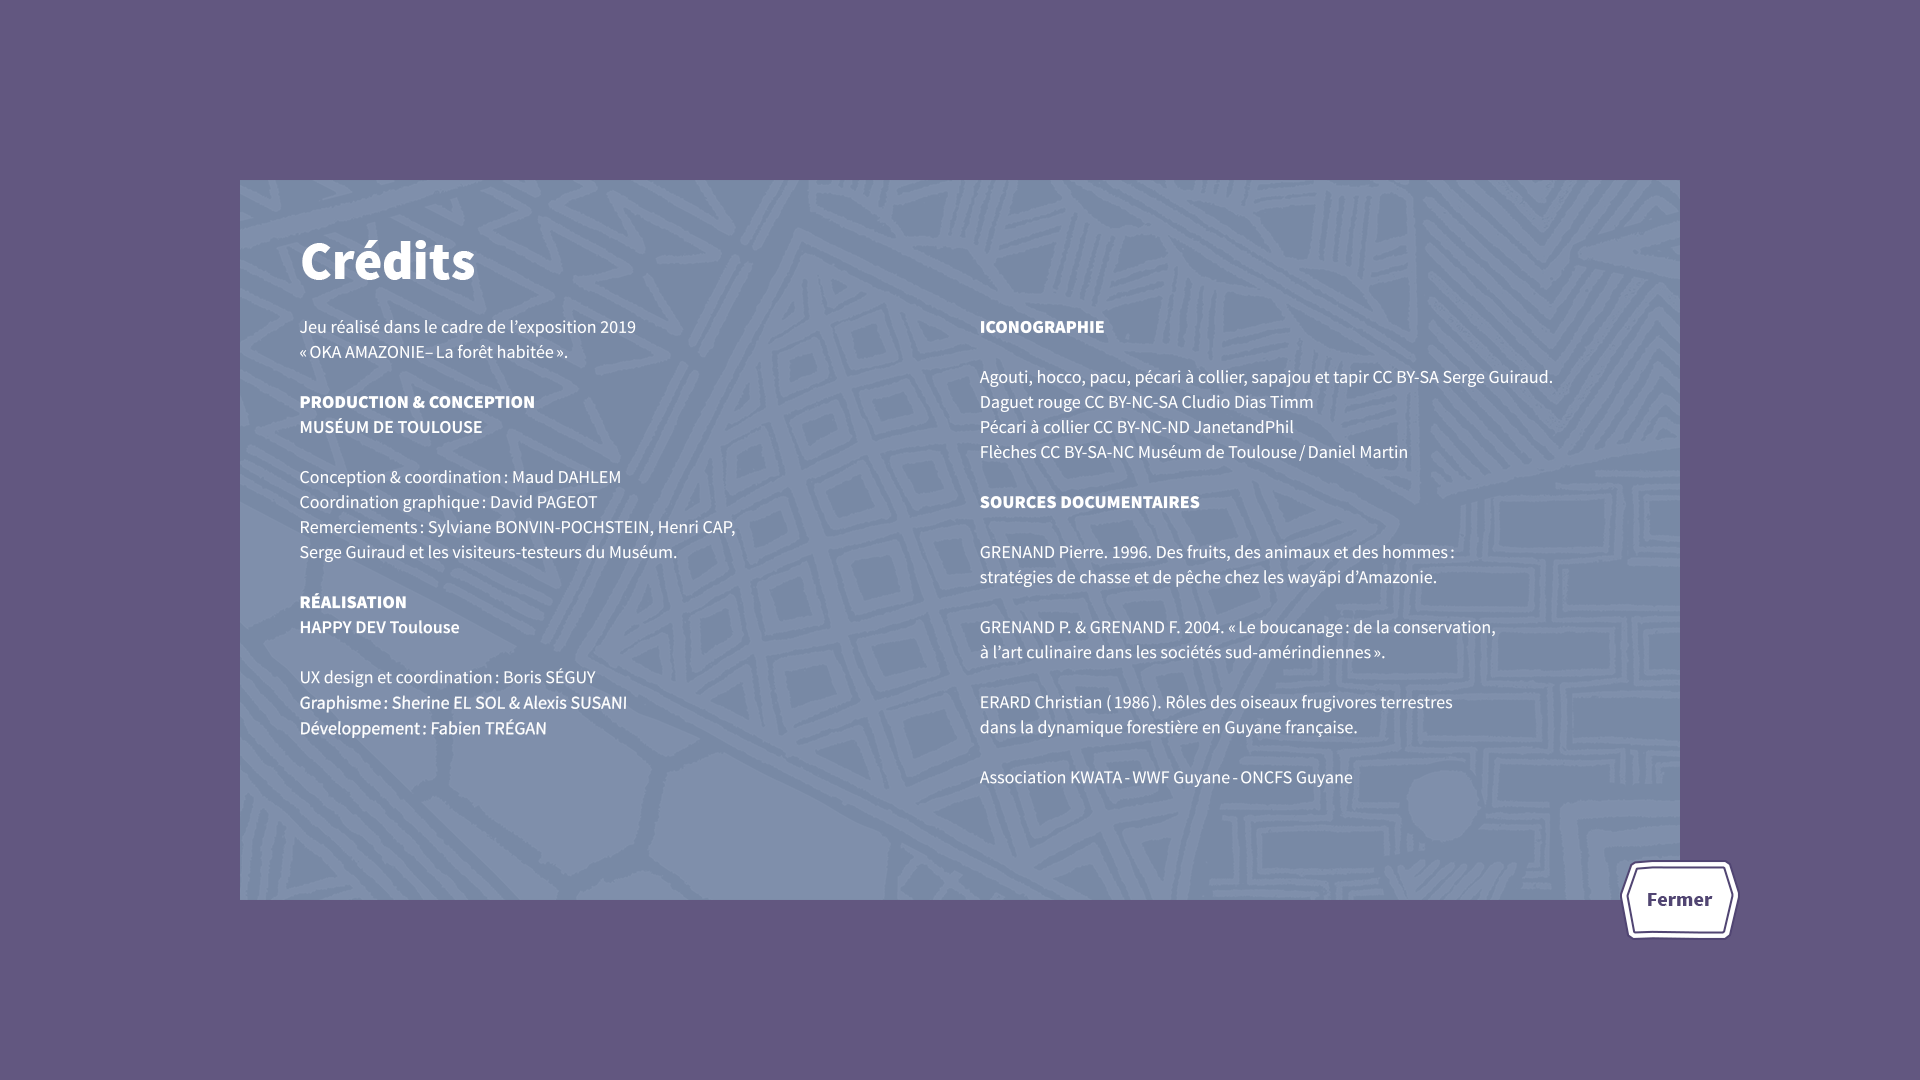 Crédits
Jeu réalisé dans le cadre de l’exposition 2019
« OKA AMAZONIE– La forêt habitée ».
PRODUCTION & CONCEPTION
MUSÉUM DE TOULOUSE
Conception & coordination : Maud DAHLEM
Coordination graphique : David PAGEOT
Remerciements : Sylviane BONVIN-POCHSTEIN, Henri CAP,
Serge Guiraud et les visiteurs-testeurs du Muséum.
RÉALISATION
HAPPY DEV Toulouse
UX design et coordination : Boris SÉGUY
Graphisme : Sherine EL SOL & Alexis SUSANI
Développement : Fabien TRÉGAN
ICONOGRAPHIE
Agouti, hocco, pacu, pécari à collier, sapajou et tapir CC BY-SA Serge Guiraud.
Daguet rouge CC BY-NC-SA Cludio Dias Timm
Pécari à collier CC BY-NC-ND JanetandPhil
Flèches CC BY-SA-NC Muséum de Toulouse / Daniel Martin
SOURCES DOCUMENTAIRES
GRENAND Pierre. 1996. Des fruits, des animaux et des hommes :
stratégies de chasse et de pêche chez les wayãpi d’Amazonie.
GRENAND P. & GRENAND F. 2004. « Le boucanage : de la conservation,
à l’art culinaire dans les sociétés sud-amérindiennes ».
ERARD Christian ( 1986 ). Rôles des oiseaux frugivores terrestres
dans la dynamique forestière en Guyane française.
Association KWATA - WWF Guyane - ONCFS Guyane
Fermer